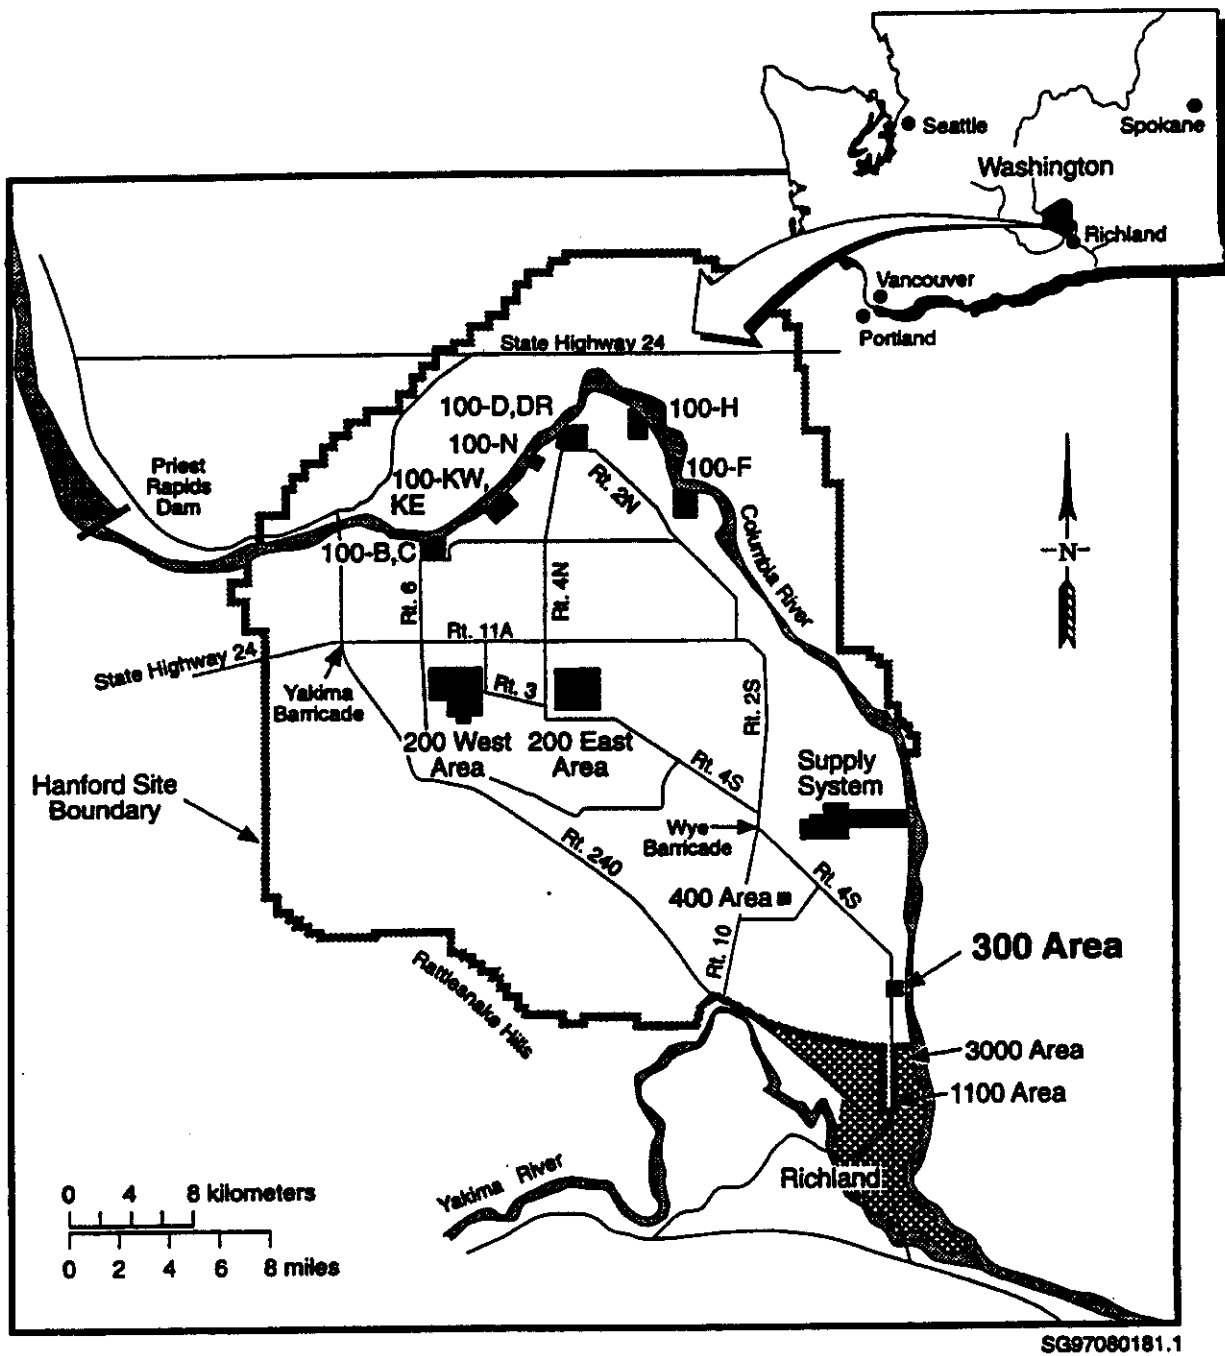 Seattle
Spokane
Washington
Richland
Vancouver
Portland
State Highway 24
100-D,DR
100-H
100-N
100-F
100-KW,
KE
Priest
Rapids
Dam
Rt. 2N
Columbia River
-N-
100-B,C
Rt. 6
Rt. 4N
Rt. 11A
State Highway 24
Yakima
Barricade
Rt. 3
Rt. 2S
200 West
Area
200 East
Area
Rt. 4S
Supply
System
Hanford Site
Boundary
Wye
Barricade
Rt. 240
Rt. 4S
400 Area
Rt. 10
300 Area
Rattlesnake Hills
3000 Area
1100 Area
Richland
Yakima River
0 4 8 kilometers
0 2 4 6 8 miles
SG97080181.1